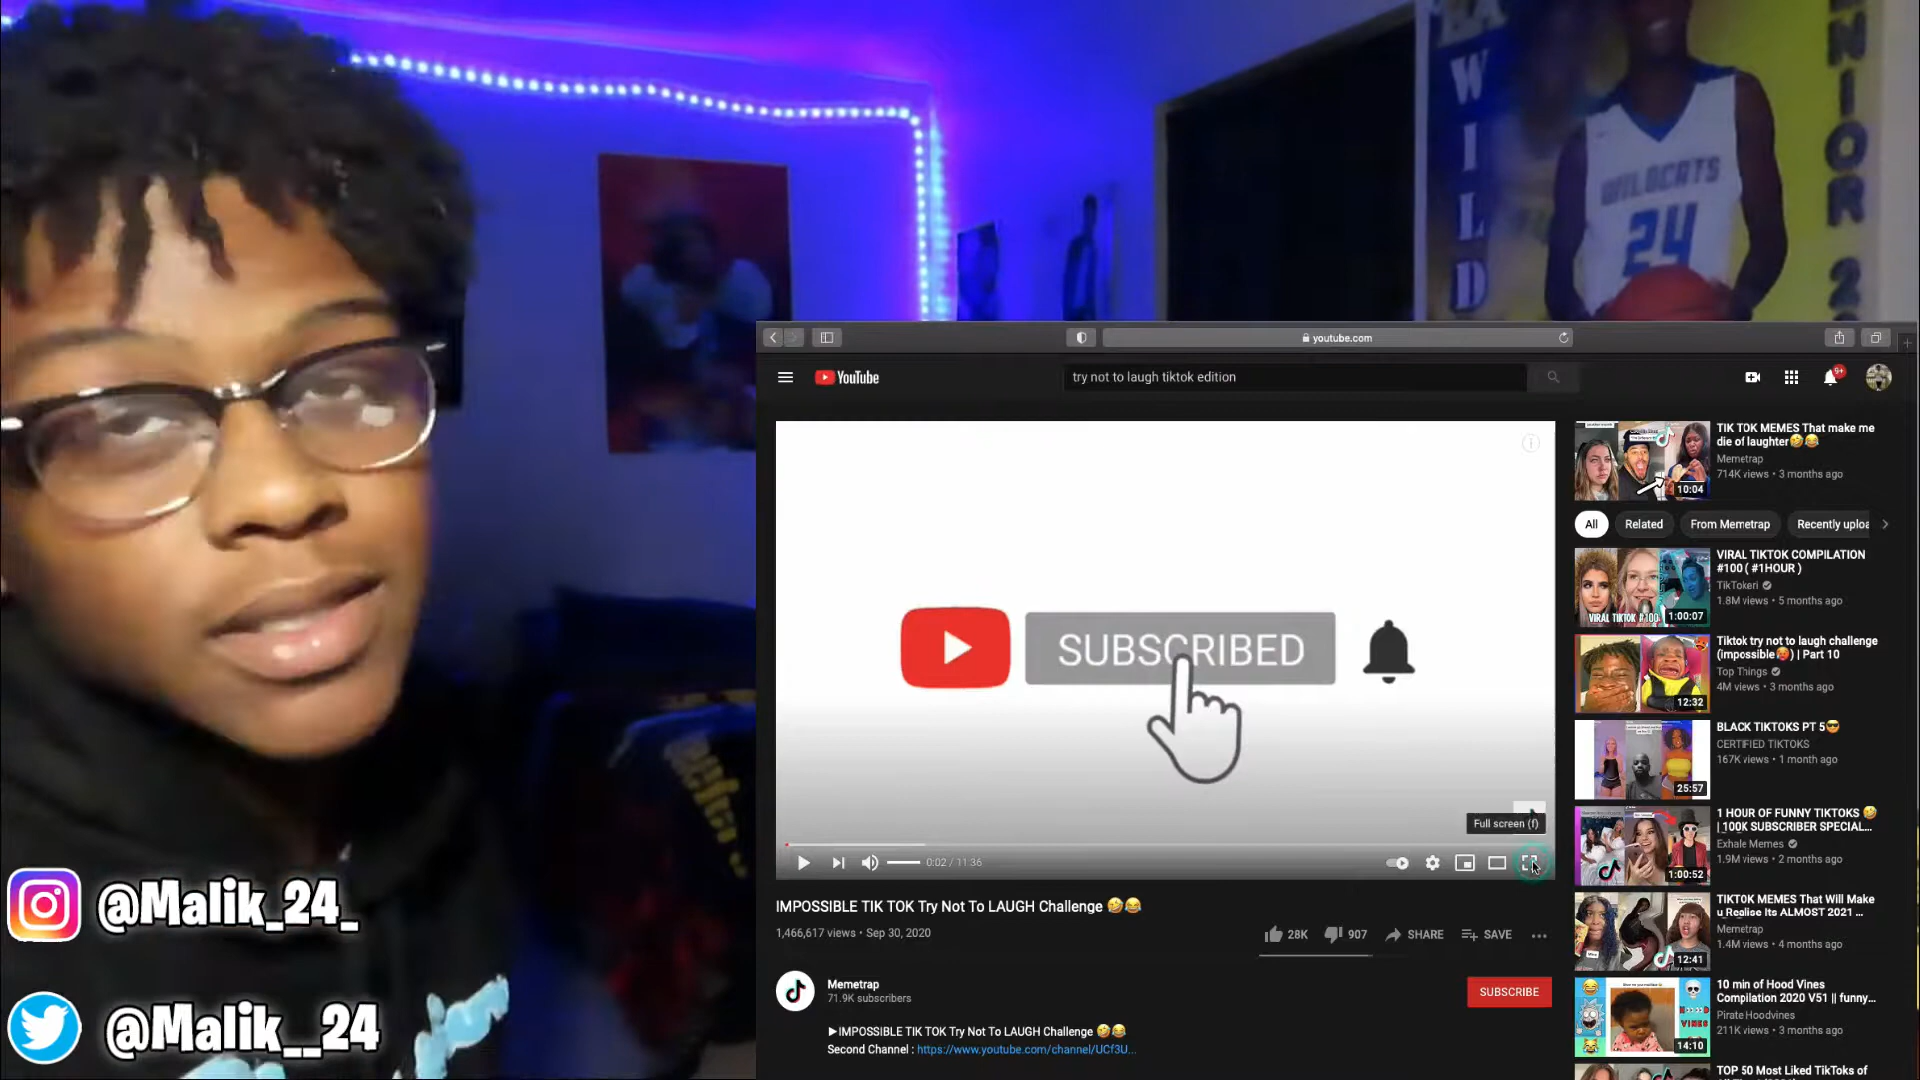 WILD
NIOR
WILDCATS
24
youtube.com
YouTube
try not to laugh tiktok edition
9+
SUBSCRIBED
Full screen (f)
0:02 / 11:36
IMPOSSIBLE TIK TOK Try Not To LAUGH Challenge 🤣😂
1,466,617 views • Sep 30, 2020
28K
907
SHARE
SAVE
Memetrap
71.9K subscribers
SUBSCRIBE
▶IMPOSSIBLE TIK TOK Try Not To LAUGH Challenge 🤣😂
Second Channel : https://www.youtube.com/channel/UCf3U...
10:04
TIK TOK MEMES That make me
die of laughter🤣😂
Memetrap
714K views • 3 months ago
All
Related
From Memetrap
Recently uploa
VIRAL TIKTOK #100
1:00:07
VIRAL TIKTOK COMPILATION
#100 ( #1HOUR )
TikTokeri
1.8M views • 5 months ago
12:32
Tiktok try not to laugh challenge
(impossible🥵) | Part 10
Top Things
4M views • 3 months ago
25:57
BLACK TIKTOKS PT 5😎
CERTIFIED TIKTOKS
167K views • 1 month ago
1:00:52
1 HOUR OF FUNNY TIKTOKS 🤣
| 100K SUBSCRIBER SPECIAL...
Exhale Memes
1.9M views • 2 months ago
12:41
TIKTOK MEMES That Will Make
u Realise Its ALMOST 2021 ...
Memetrap
1.4M views • 4 months ago
14:10
10 min of Hood Vines
Compilation 2020 V51 || funny...
Pirate Hoodvines
211K views • 3 months ago
TOP 50 Most Liked TikToks of
@Malik_24_
@Malik__24